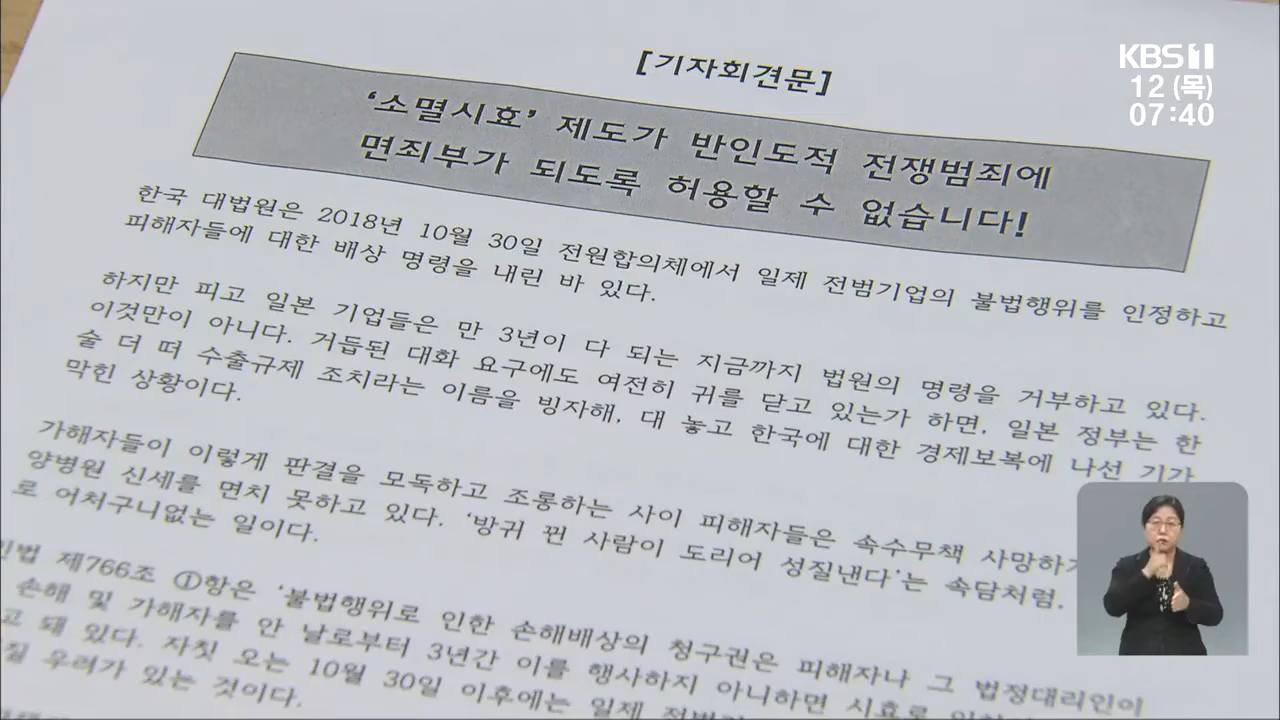 KBS 1
12 (목)
07:40
[기자회견문]
'소멸시효' 제도가 반인도적 전쟁범죄에
면죄부가 되도록 허용할 수 없습니다!
한국 대법원은 2018년 10월 30일 전원합의체에서 일제 전범기업의 불법행위를 인정하고
피해자들에 대한 배상 명령을 내린 바 있다.
하지만 피고 일본 기업들은 만 3년이 다 되는 지금까지 법원의 명령을 거부하고 있다.
이것만이 아니다. 거듭된 대화 요구에도 여전히 귀를 닫고 있는가 하면, 일본 정부는 한
술 더 떠 수출규제 조치라는 이름을 빙자해, 대 놓고 한국에 대한 경제보복에 나선 기가
막힌 상황이다.
가해자들이 이렇게 판결을 모독하고 조롱하는 사이 피해자들은 속수무책 사망하거
양병원 신세를 면치 못하고 있다. '방귀 뀐 사람이 도리어 성질낸다'는 속담처럼,
로 어처구니없는 일이다.
민법 제766조 ①항은 '불법행위로 인한 손해배상의 청구권은 피해자나 그 법정대리인이
손해 및 가해자를 안 날로부터 3년간 이를 행사하지 아니하면 시효로 인하여
고 돼 있다. 자칫 오는 10월 30일 이후에는 일제 전범기
질 우려가 있는 것이다.